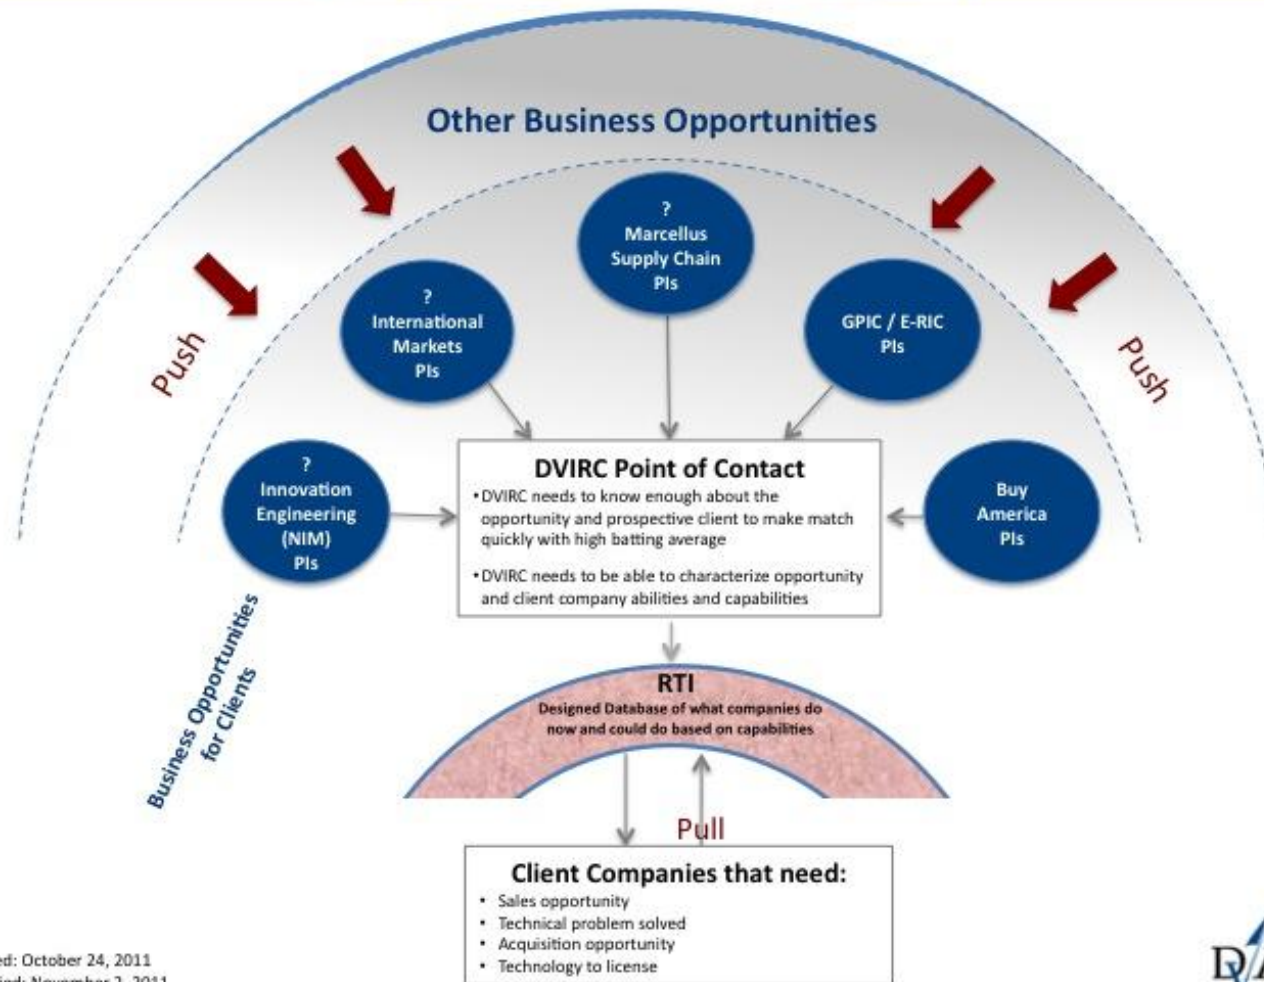 Other Business Opportunities
Push
Push
?
Marcellus
Supply Chain
PIs
?
International
Markets
PIs
GPIC / E-RIC
PIs
?
Innovation
Engineering
(NIM)
PIs
Buy
America
PIs
DVIRC Point of Contact
•DVIRC needs to know enough about the
opportunity and prospective client to make match
quickly with high batting average
•DVIRC needs to be able to characterize opportunity
and client company abilities and capabilities
Business Opportunities
for Clients
RTI
Designed Database of what companies do
now and could do based on capabilities
Pull
Client Companies that need:
• Sales opportunity
• Technical problem solved
• Acquisition opportunity
• Technology to license
ed: October 24, 2011
November 2, 2011